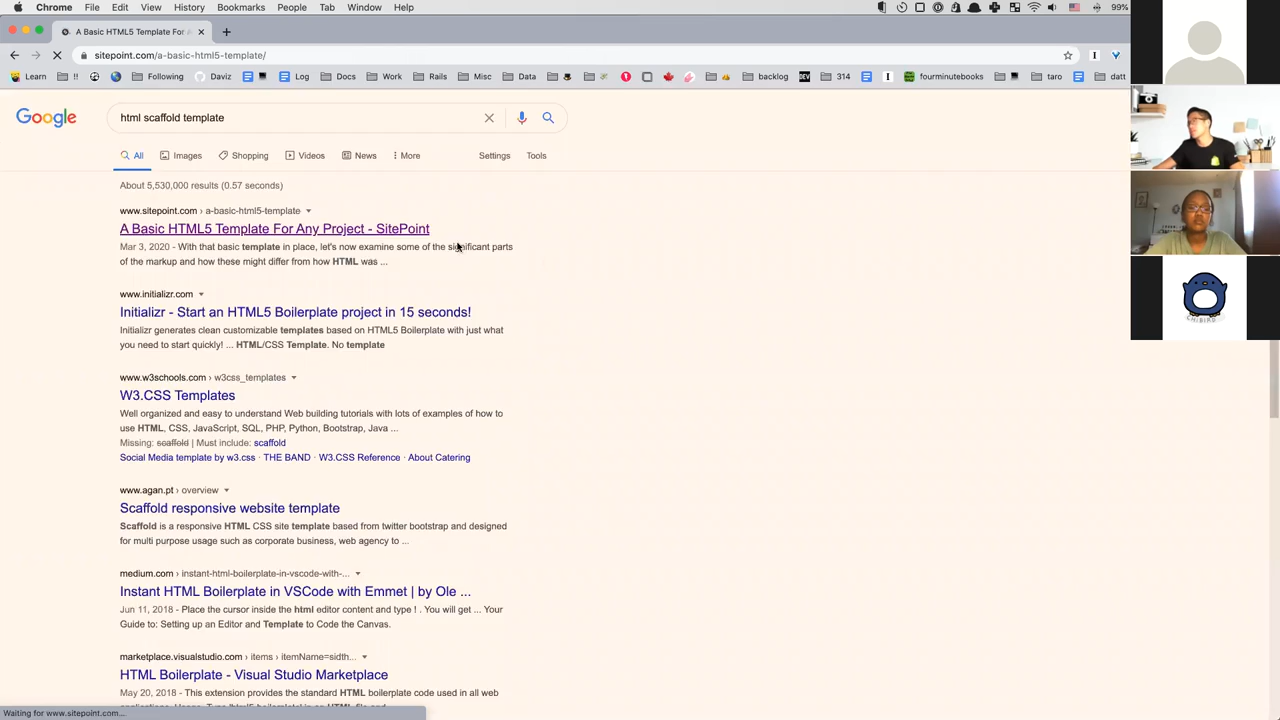 Chrome File Edit View History Bookmarks People Tab Window Help 99%
A Basic HTML5 Template For A
sitepoint.com/a-basic-html5-template/
Learn !! Following Daviz Log Docs Work Rails Misc Data backlog DEV 314 fourminutebooks taro datt
Google
html scaffold template
All Images Shopping Videos News More Settings Tools
About 5,530,000 results (0.57 seconds)
www.sitepoint.com › a-basic-html5-template
A Basic HTML5 Template For Any Project - SitePoint
Mar 3, 2020 - With that basic template in place, let's now examine some of the significant parts
of the markup and how these might differ from how HTML was ...
www.initializr.com
Initializr - Start an HTML5 Boilerplate project in 15 seconds!
Initializr generates clean customizable templates based on HTML5 Boilerplate with just what
you need to start quickly! ... HTML/CSS Template. No template
www.w3schools.com › w3css_templates
W3.CSS Templates
Well organized and easy to understand Web building tutorials with lots of examples of how to
use HTML, CSS, JavaScript, SQL, PHP, Python, Bootstrap, Java ...
Missing: scaffold | Must include: scaffold
Social Media template by w3.css · THE BAND · W3.CSS Reference · About Catering
www.agan.pt › overview
Scaffold responsive website template
Scaffold is a responsive HTML CSS site template based from twitter bootstrap and designed
for multi purpose usage such as corporate business, web agency to ...
medium.com › instant-html-boilerplate-in-vscode-with-...
Instant HTML Boilerplate in VSCode with Emmet | by Ole ...
Jun 11, 2018 - Place the cursor inside the html editor content and type ! . You will get ... Your
Guide to: Setting up an Editor and Template to Code the Canvas.
marketplace.visualstudio.com › items › itemName=sidth...
HTML Boilerplate - Visual Studio Marketplace
May 20, 2018 - This extension provides the standard HTML boilerplate code used in all web
Waiting for www.sitepoint.com...